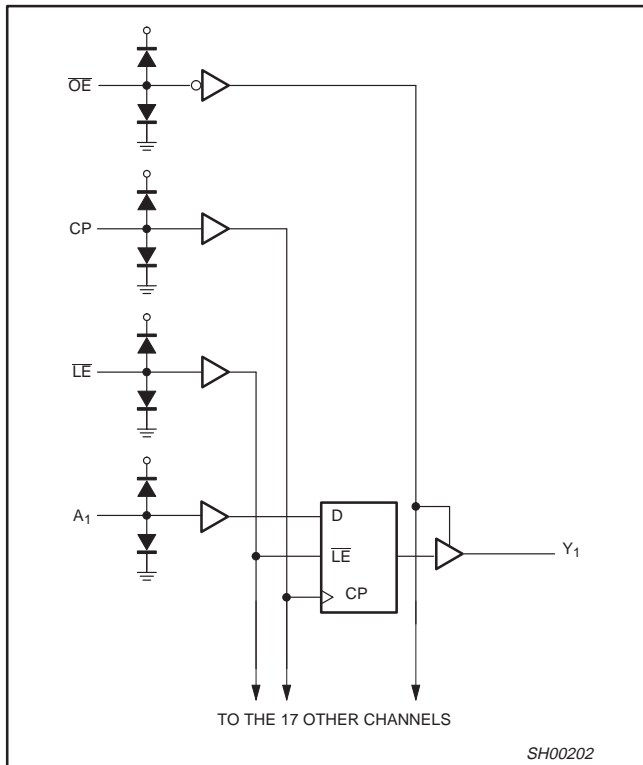 OE
CP
LE
A1
D
LE
CP
Y1
TO THE 17 OTHER CHANNELS
SH00202